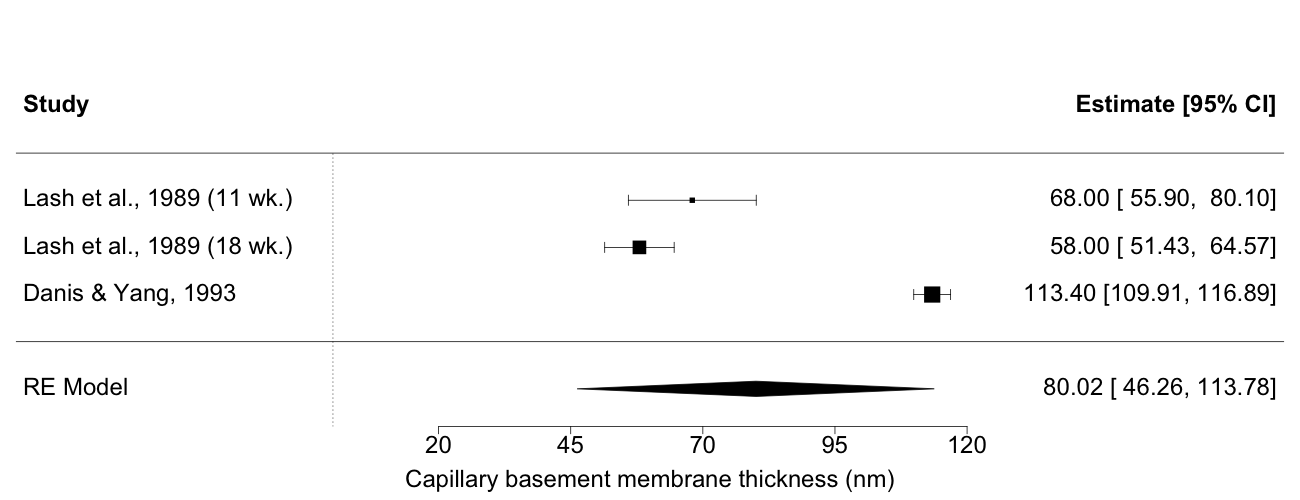 Study Estimate [95% CI]
Lash et al., 1989 (11 wk.) 68.00 [ 55.90, 80.10]
Lash et al., 1989 (18 wk.) 58.00 [ 51.43, 64.57]
Danis & Yang, 1993 113.40 [109.91, 116.89]
RE Model 80.02 [ 46.26, 113.78]
20 45 70 95 120
Capillary basement membrane thickness (nm)